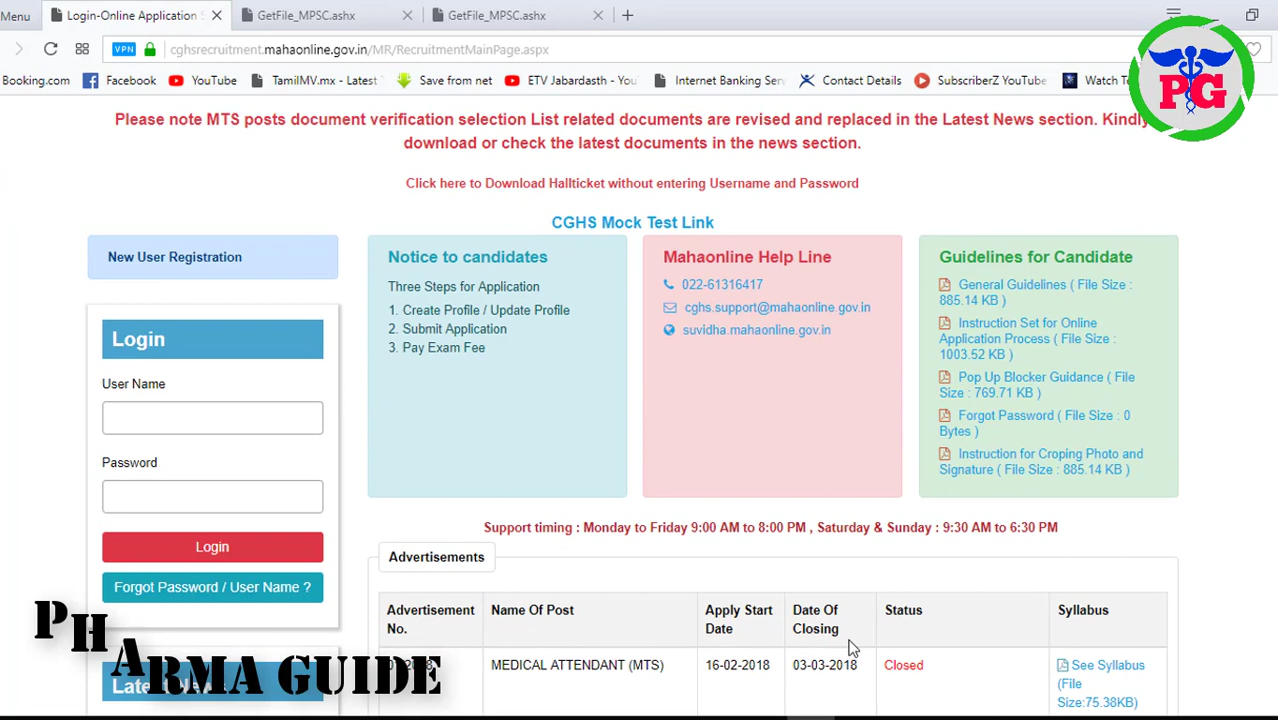 Menu
Login-Online Application S
GetFile_MPSC.ashx
GetFile_MPSC.ashx
VPN
cghsrecruitment.mahaonline.gov.in/MR/RecruitmentMainPage.aspx
Booking.com
Facebook
YouTube
TamilMV.mx - Latest
Save from net
ETV Jabardasth - You
Internet Banking Serv
Contact Details
SubscriberZ YouTube
Watch Te
PG
Please note MTS posts document verification selection List related documents are revised and replaced in the Latest News section. Kindly
download or check the latest documents in the news section.
Click here to Download Hallticket without entering Username and Password
CGHS Mock Test Link
New User Registration
Login
User Name
Password
Login
Forgot Password / User Name ?
Notice to candidates
Three Steps for Application
1. Create Profile / Update Profile
2. Submit Application
3. Pay Exam Fee
Mahaonline Help Line
022-61316417
cghs.support@mahaonline.gov.in
suvidha.mahaonline.gov.in
Guidelines for Candidate
General Guidelines ( File Size :
885.14 KB )
Instruction Set for Online
Application Process ( File Size :
1003.52 KB )
Pop Up Blocker Guidance ( File
Size : 769.71 KB )
Forgot Password ( File Size : 0
Bytes )
Instruction for Croping Photo and
Signature ( File Size : 885.14 KB )
Support timing : Monday to Friday 9:00 AM to 8:00 PM , Saturday & Sunday : 9:30 AM to 6:30 PM
Advertisements
Advertisement No.
Name Of Post
Apply Start Date
Date Of Closing
Status
Syllabus
MEDICAL ATTENDANT (MTS)
16-02-2018
03-03-2018
Closed
See Syllabus
(File
Size:75.38KB)
PHARMA GUIDE
Latest News